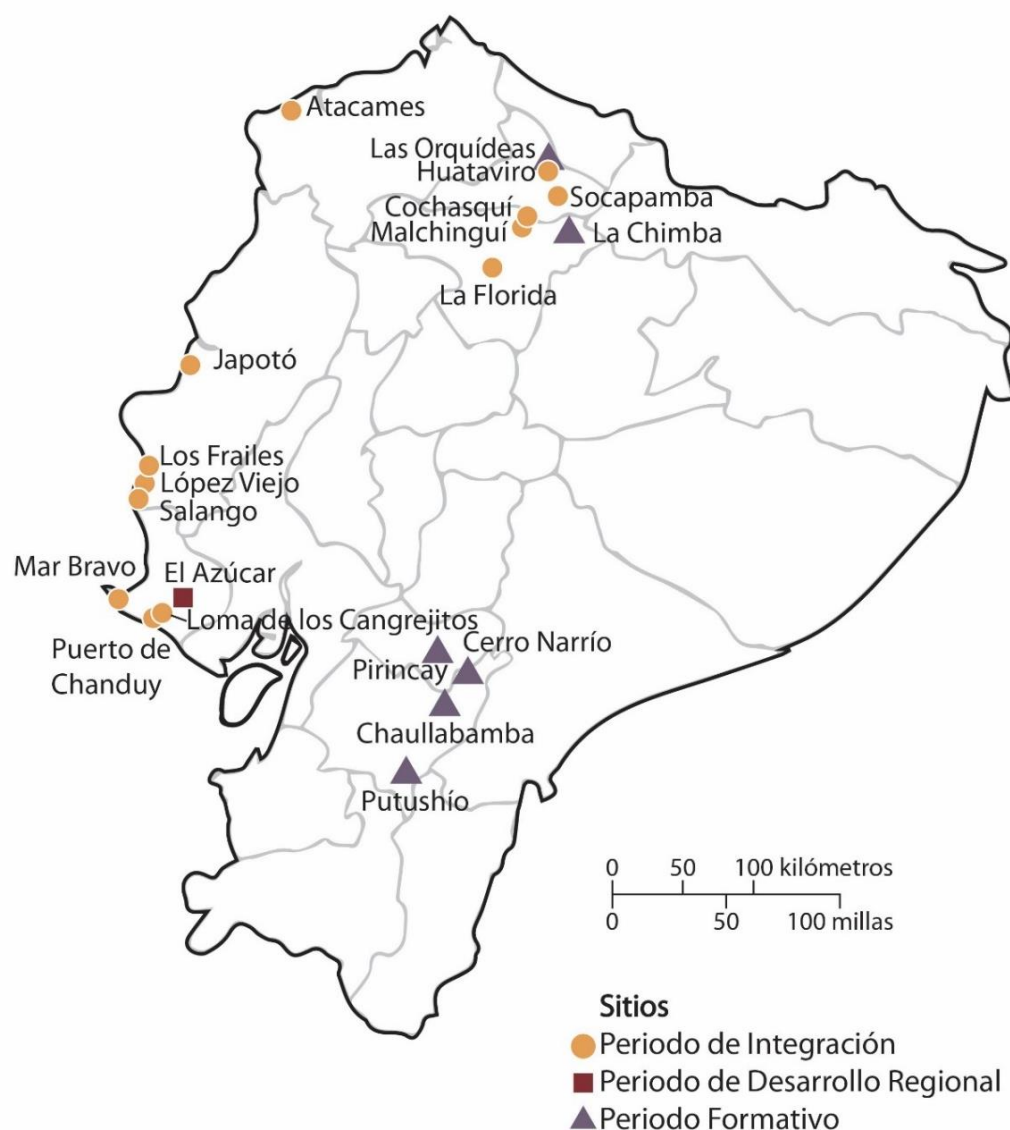 Atacames
Las Orquídeas
Huataviro
Socapamba
Cochasquí
Malchinguí
La Chimba
La Florida
Japotó
Los Frailes
López Viejo
Salango
Mar Bravo
El Azúcar
Loma de los Cangrejitos
Puerto de
Chanduy
Cerro Narrío
Pirincay
Chaullabamba
Putushío
0 50 100 kilómetros
0 50 100 millas
Sitios
Periodo de Integración
Periodo de Desarrollo Regional
Periodo Formativo